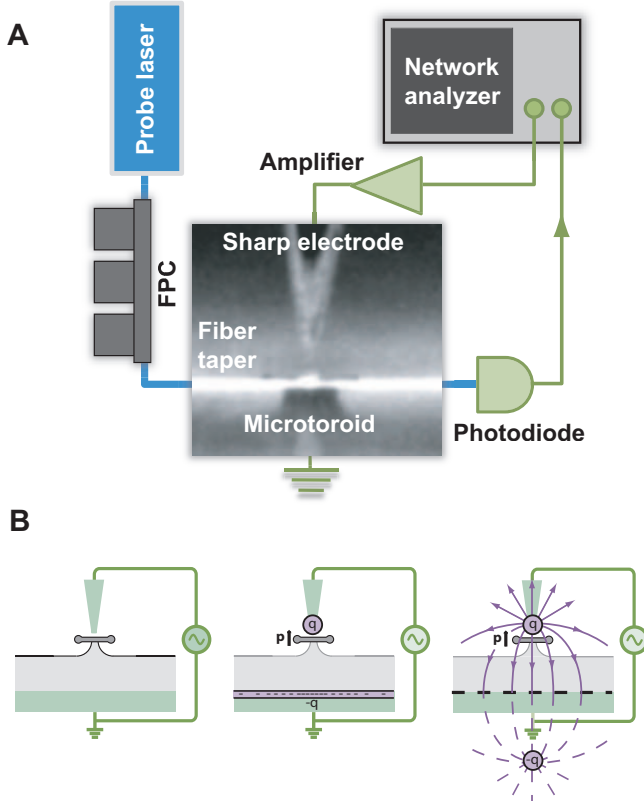 A
Probe laser
Network
analyzer
Amplifier
Sharp electrode
FPC
Fiber
taper
Microtoroid
Photodiode
B
q
p
-q
q
p
-q